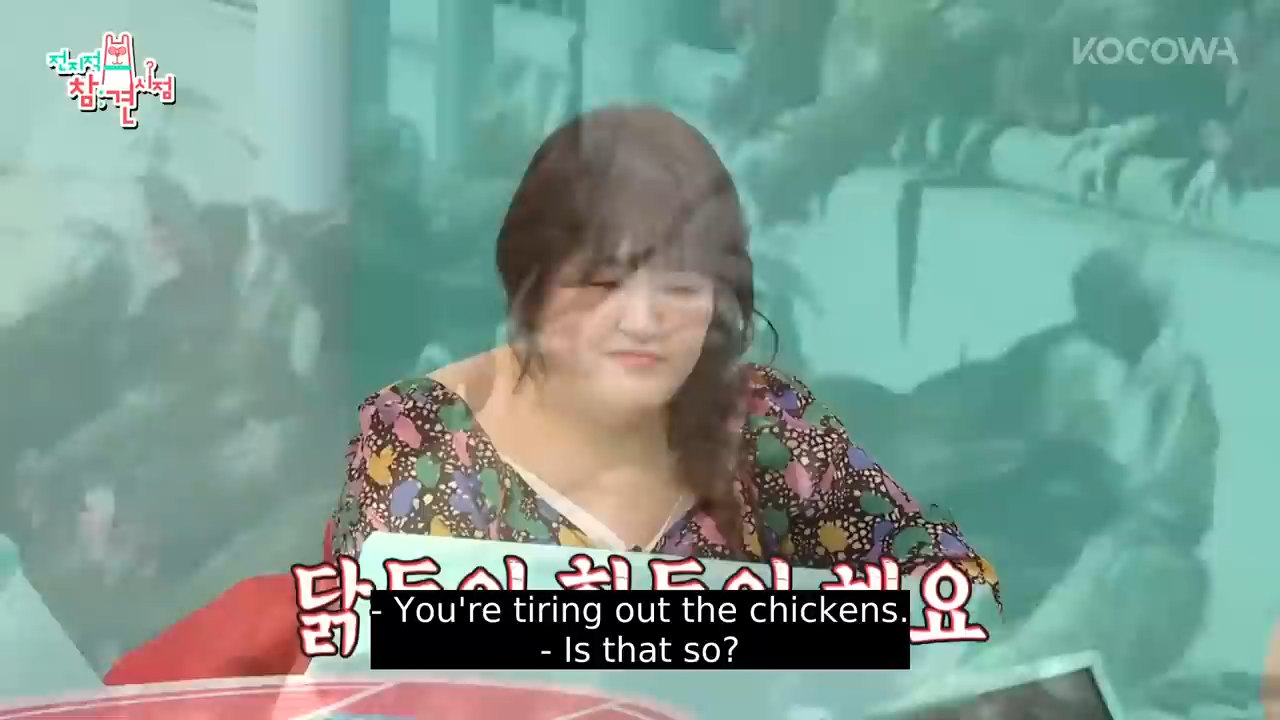 전지적
참견시점
KOCOWA
- You're tiring out the chickens.
- Is that so?